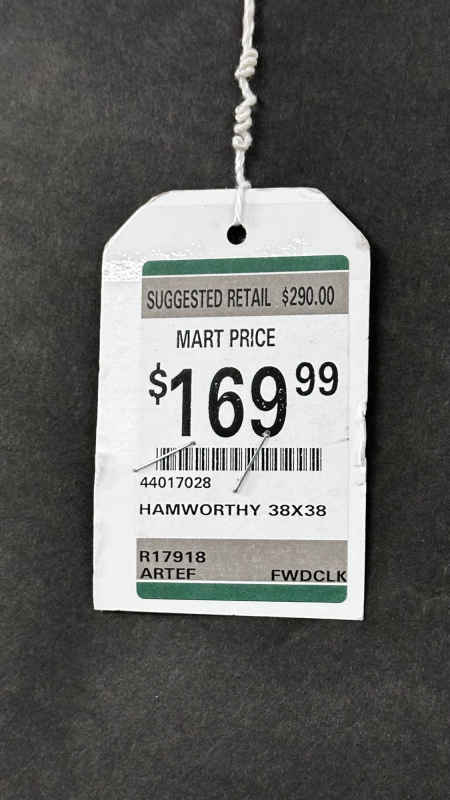 SUGGESTED RETAIL $290.00
MART PRICE
$169.99
44017028
HAMWORTHY 38X38
R17918
ARTEF FWDCLK